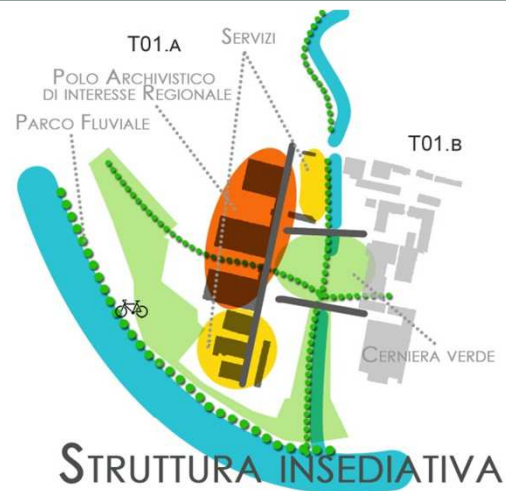 T01.A
SERVIZI
POLO ARCHIVISTICO
DI INTERESSE REGIONALE
PARCO FLUVIALE
T01.B
CERNIERA VERDE
STRUTTURA INSEDIATIVA